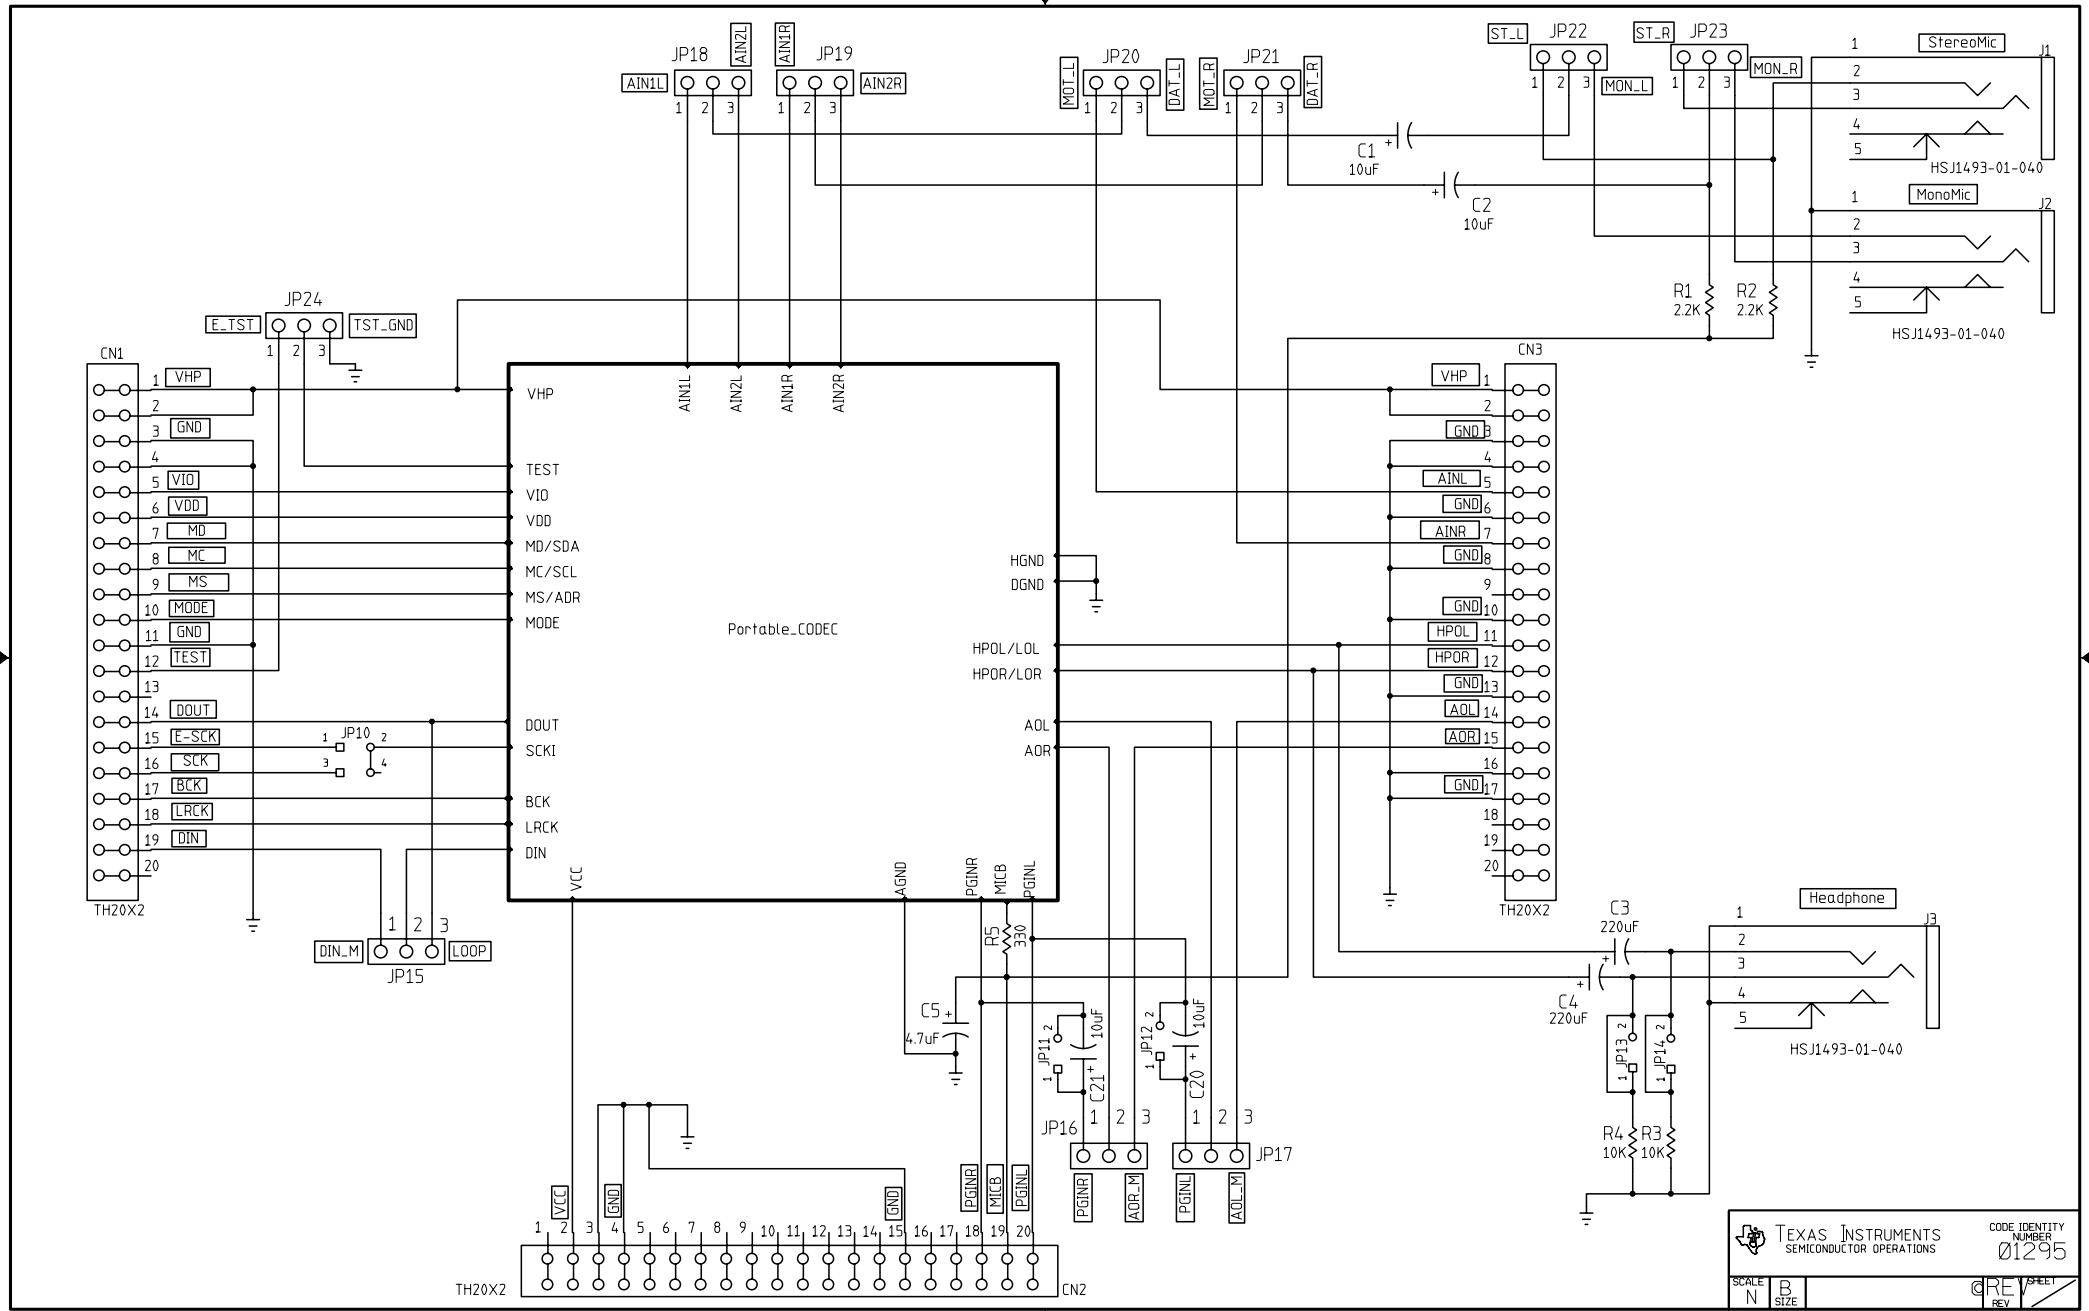 JP18
AIN2L
AIN1R
JP19
AIN1L
AIN2R
1 2 3
1 2 3
MOT_L
JP20
DAT_L
MOT_R
JP21
DAT_R
1 2 3
1 2 3
ST_L
JP22
ST_R
JP23
MON_L
MON_R
1 2 3
1 2 3
StereoMic
J1
1
2
3
4
5
HSJ1493-01-040
C1
10uF
C2
10uF
MonoMic
J2
1
2
3
4
5
HSJ1493-01-040
R1
2.2K
R2
2.2K
JP24
E_TST
TST_GND
1 2 3
CN1
1 VHP
2
3 GND
4
5 VIO
6 VDD
7 MD
8 MC
9 MS
10 MODE
11 GND
12 TEST
13
14 DOUT
15 E-SCK
16 SCK
17 BCK
18 LRCK
19 DIN
20
TH20X2
JP10
1 2
3 4
1 2 3
DIN_M
LOOP
JP15
AIN1L
AIN2L
AIN1R
AIN2R
VHP
TEST
VIO
VDD
MD/SDA
MC/SCL
MS/ADR
MODE
DOUT
SCKI
BCK
LRCK
DIN
Portable_CODEC
HGND
DGND
HPOL/LOL
HPOR/LOR
AOL
AOR
VCC
AGND
PGINR
MICB
PGINL
CN3
VHP 1
2
GND 3
4
AINL 5
GND 6
AINR 7
GND 8
9
GND 10
HPOL 11
HPOR 12
GND 13
AOL 14
AOR 15
16
GND 17
18
19
20
TH20X2
R5
330
C5 +
4.7uF
JP11
1 2
10uF
C21
JP12
1 2
10uF
C20
JP16
1 2 3
1 2 3
JP17
PGINR
AOR_M
PGINL
AOL_M
C3
220uF
C4
220uF
Headphone
J3
1
2
3
4
5
HSJ1493-01-040
JP13
1 2
JP14
1 2
R4
10K
R3
10K
VCC
GND
GND
PGINR
MICB
PGINL
1 2 3 4 5 6 7 8 9 10 11 12 13 14 15 16 17 18 19 20
TH20X2
CN2
TEXAS INSTRUMENTS
SEMICONDUCTOR OPERATIONS
CODE IDENTITY
NUMBER
01295
SCALE
N
B
SIZE
©REV
REV
SHEET